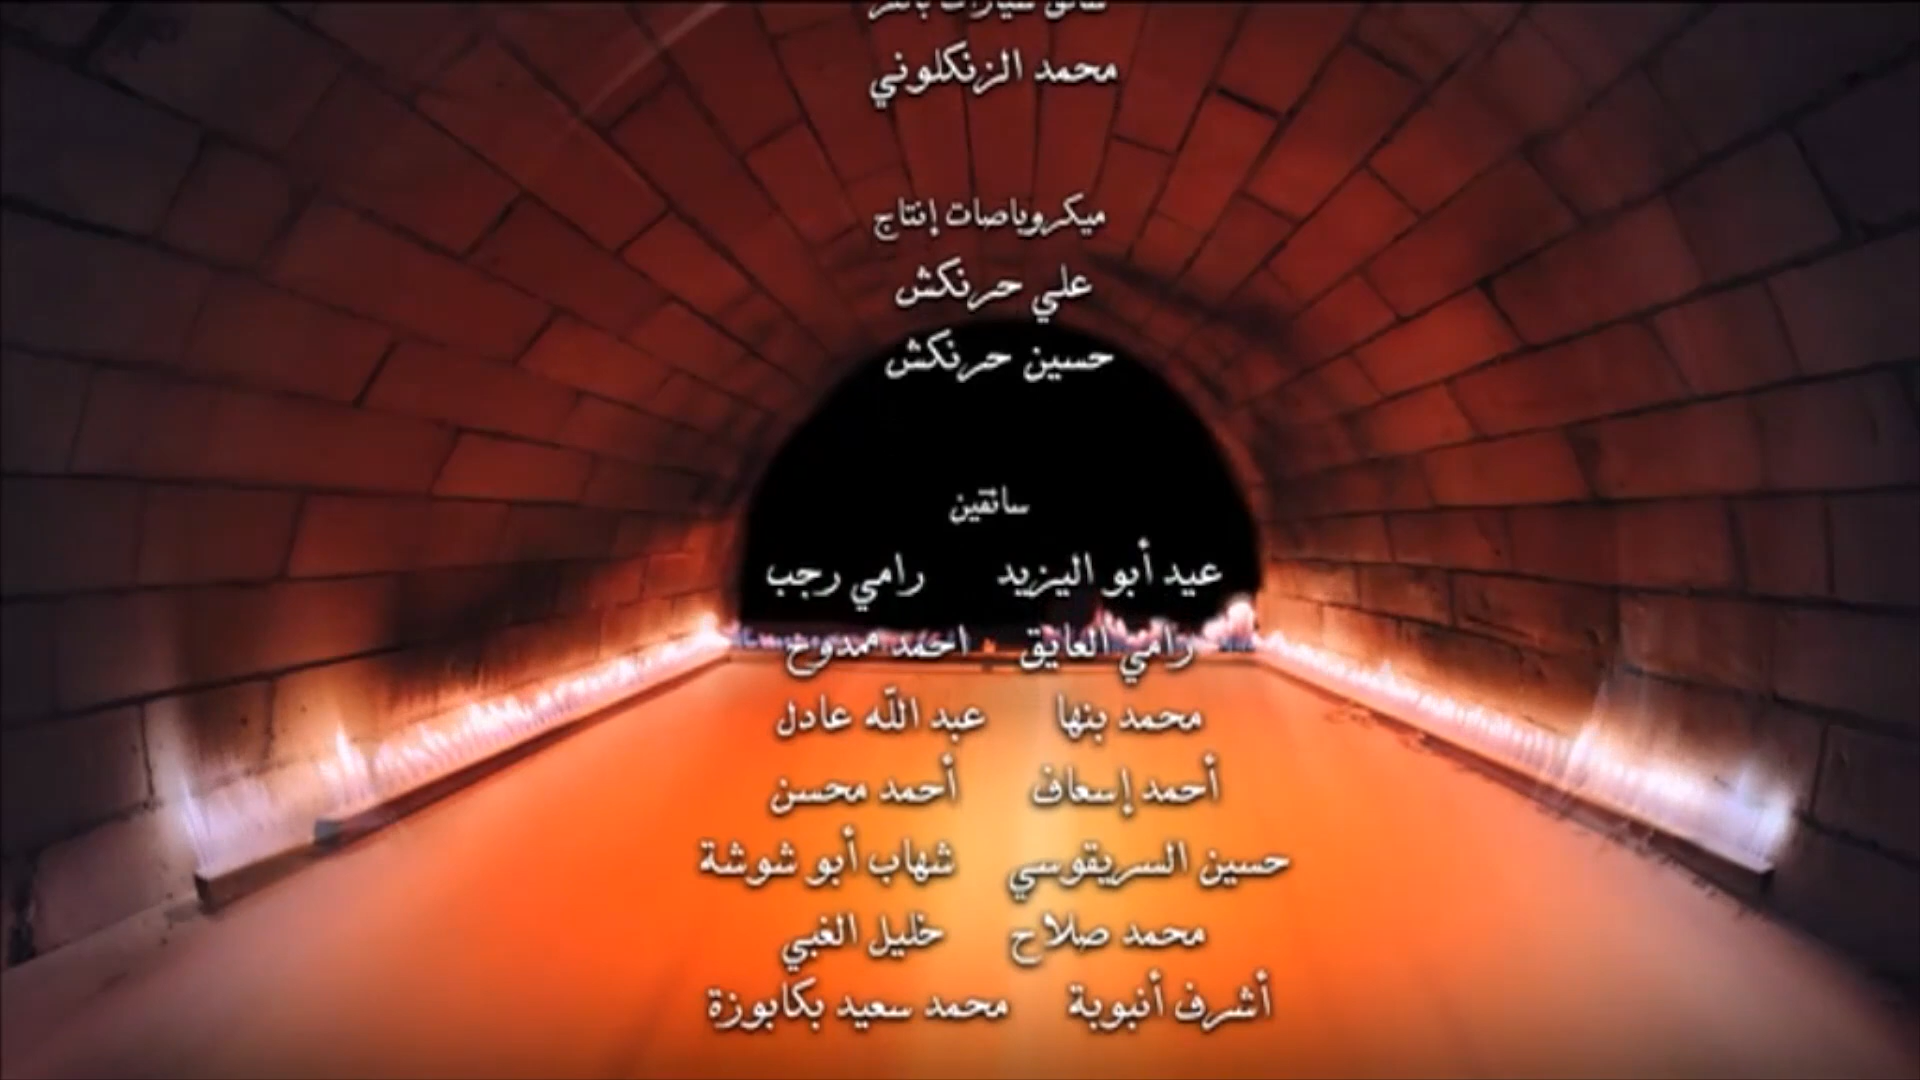 محمد الزنكلوني
ميكروباصات إنتاج
علي حرنكش
حسين حرنكش
سائقين
عيد أبو اليزيد رامي رجب
رامي العايق احمد ممدوح
محمد بنها عبد الله عادل
أحمد إسعاف أحمد محسن
حسين السريقوسي شهاب أبو شوشة
محمد صلاح خليل الغبي
أشرف أنبوبة محمد سعيد بكابوزة